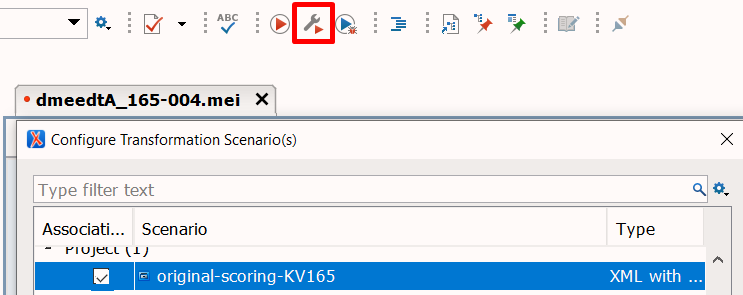 ABC
dmeedtA_165-004.mei
Configure Transformation Scenario(s)
Type filter text
Associati... Scenario Type
Project (1)
original-scoring-KV165 XML with ...